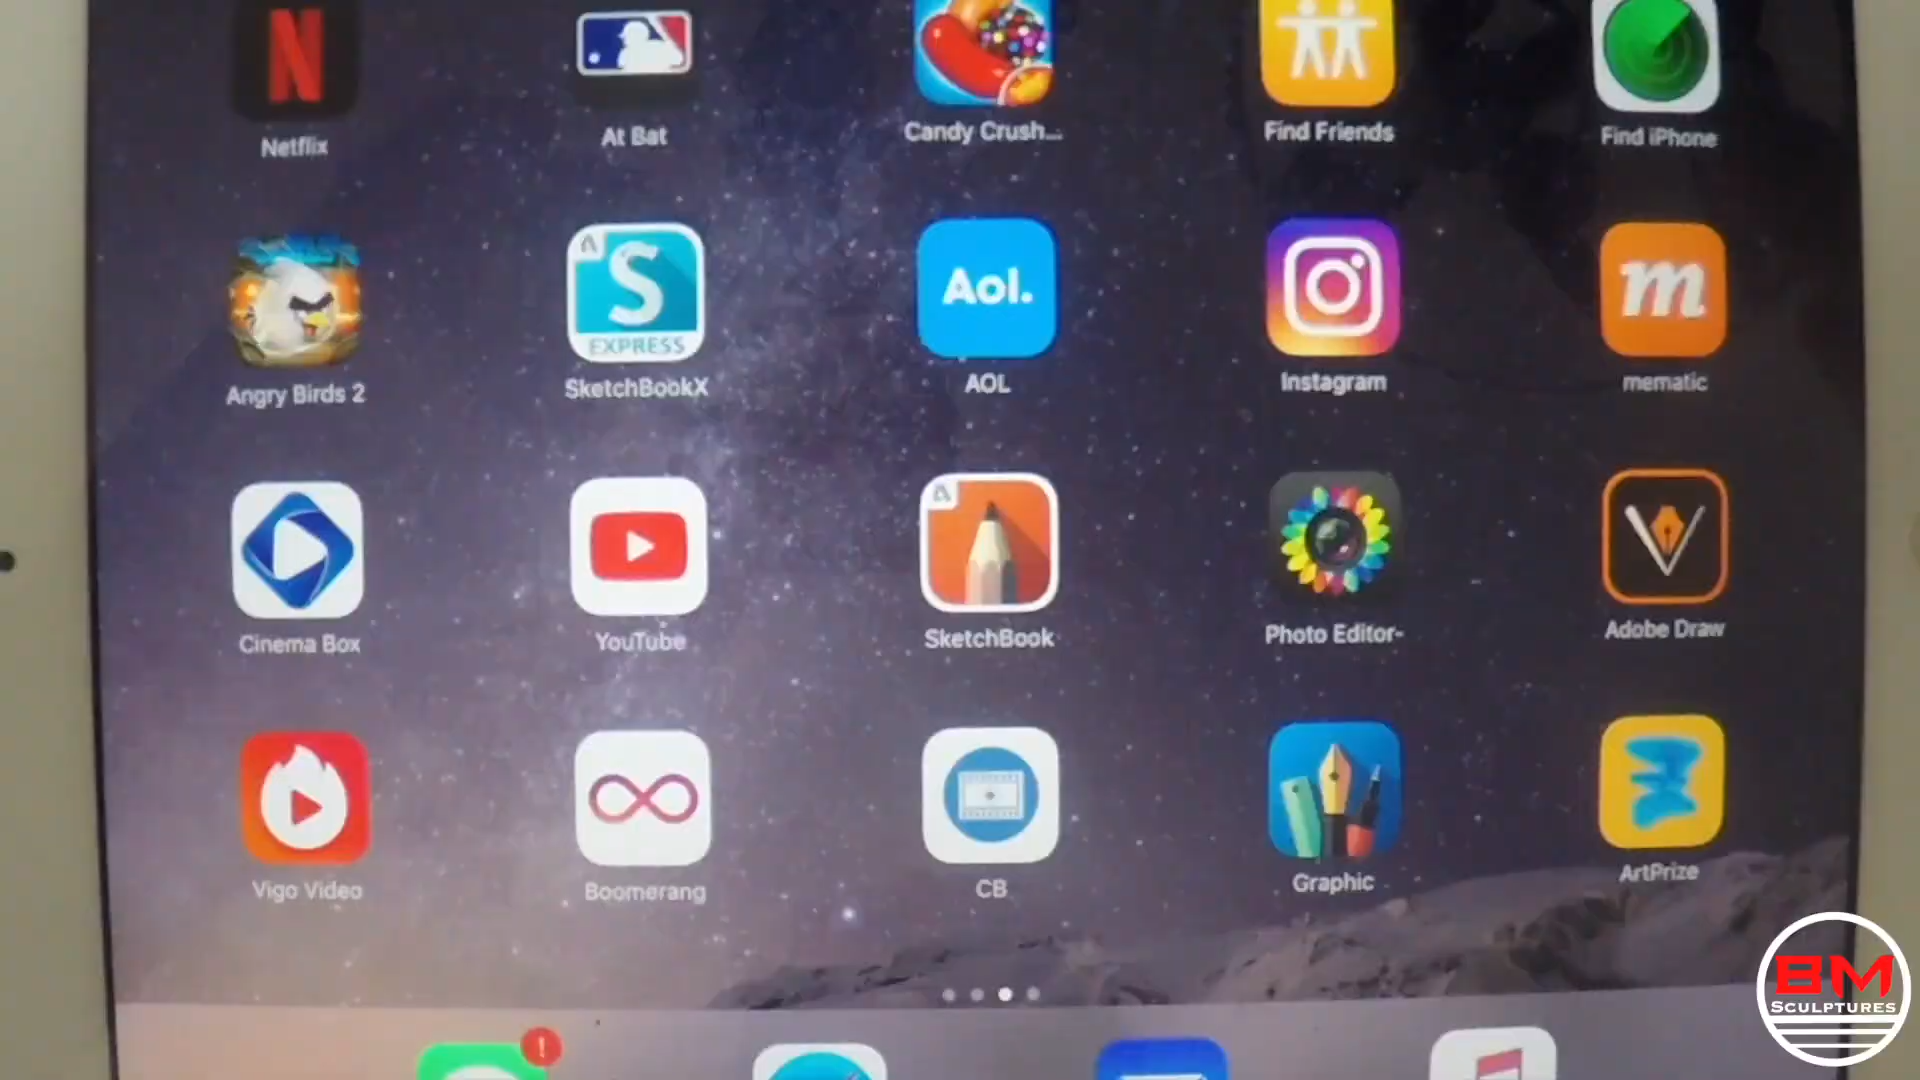 Netflix
At Bat
Candy Crush...
Find Friends
Find iPhone
Angry Birds 2
S
EXPRESS
SketchBookX
Aol.
AOL
Instagram
m
mematic
Cinema Box
YouTube
SketchBook
Photo Editor-
Adobe Draw
Vigo Video
Boomerang
CB
Graphic
ArtPrize
!
BM
SCULPTURES